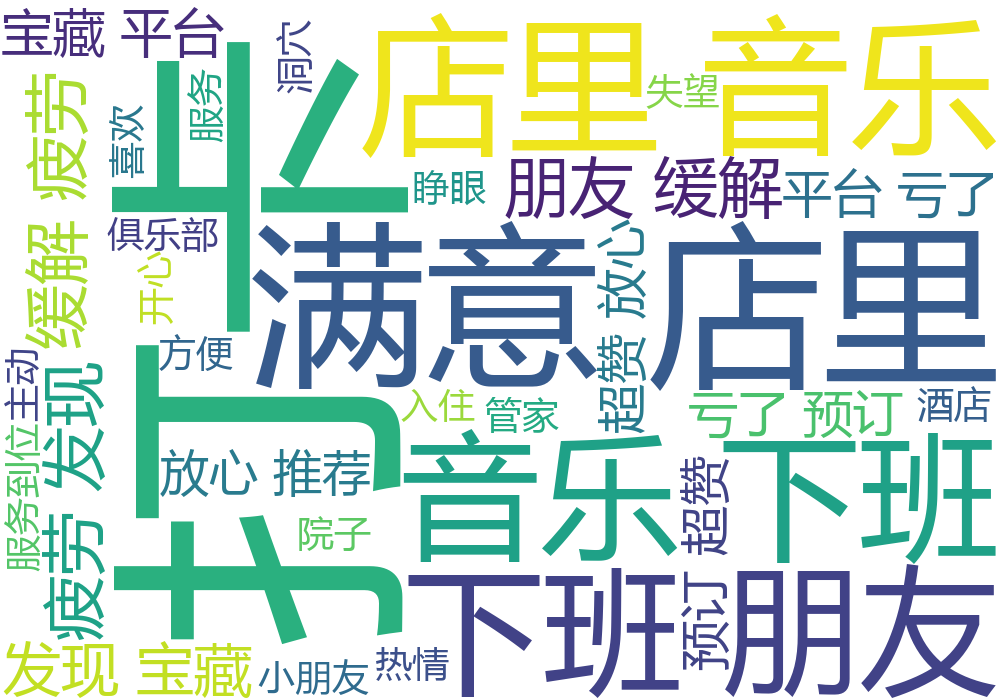 宝藏 平台
洞穴
店里 音乐
失望
服务
喜欢
疲劳 缓解
打卡
睁眼
朋友 缓解
平台 亏了
俱乐部
满意 店里
超赞 放心
开心
方便
主动
疲劳 发现
入住
管家
亏了 预订
酒店
服务到位
放心 推荐
音乐 下班
预订 超赞
院子
下班 朋友
发现 宝藏
小朋友
热情